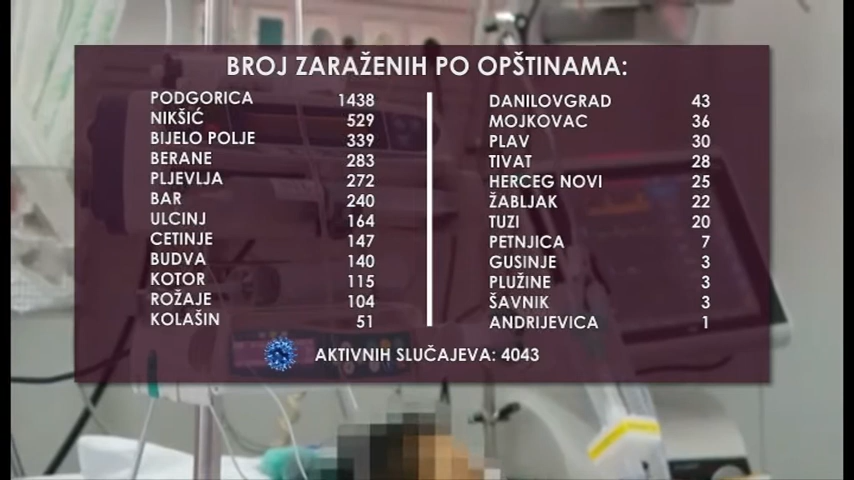 BROJ ZARAŽENIH PO OPŠTINAMA:
PODGORICA 1438
NIKŠIĆ 529
BIJELO POLJE 339
BERANE 283
PLJEVLJA 272
BAR 240
ULCINJ 164
CETINJE 147
BUDVA 140
KOTOR 115
ROŽAJE 104
KOLAŠIN 51
DANILOVGRAD 43
MOJKOVAC 36
PLAV 30
TIVAT 28
HERCEG NOVI 25
ŽABLJAK 22
TUZI 20
PETNJICA 7
GUSINJE 3
PLUŽINE 3
ŠAVNIK 3
ANDRIJEVICA 1
AKTIVNIH SLUČAJEVA: 4043